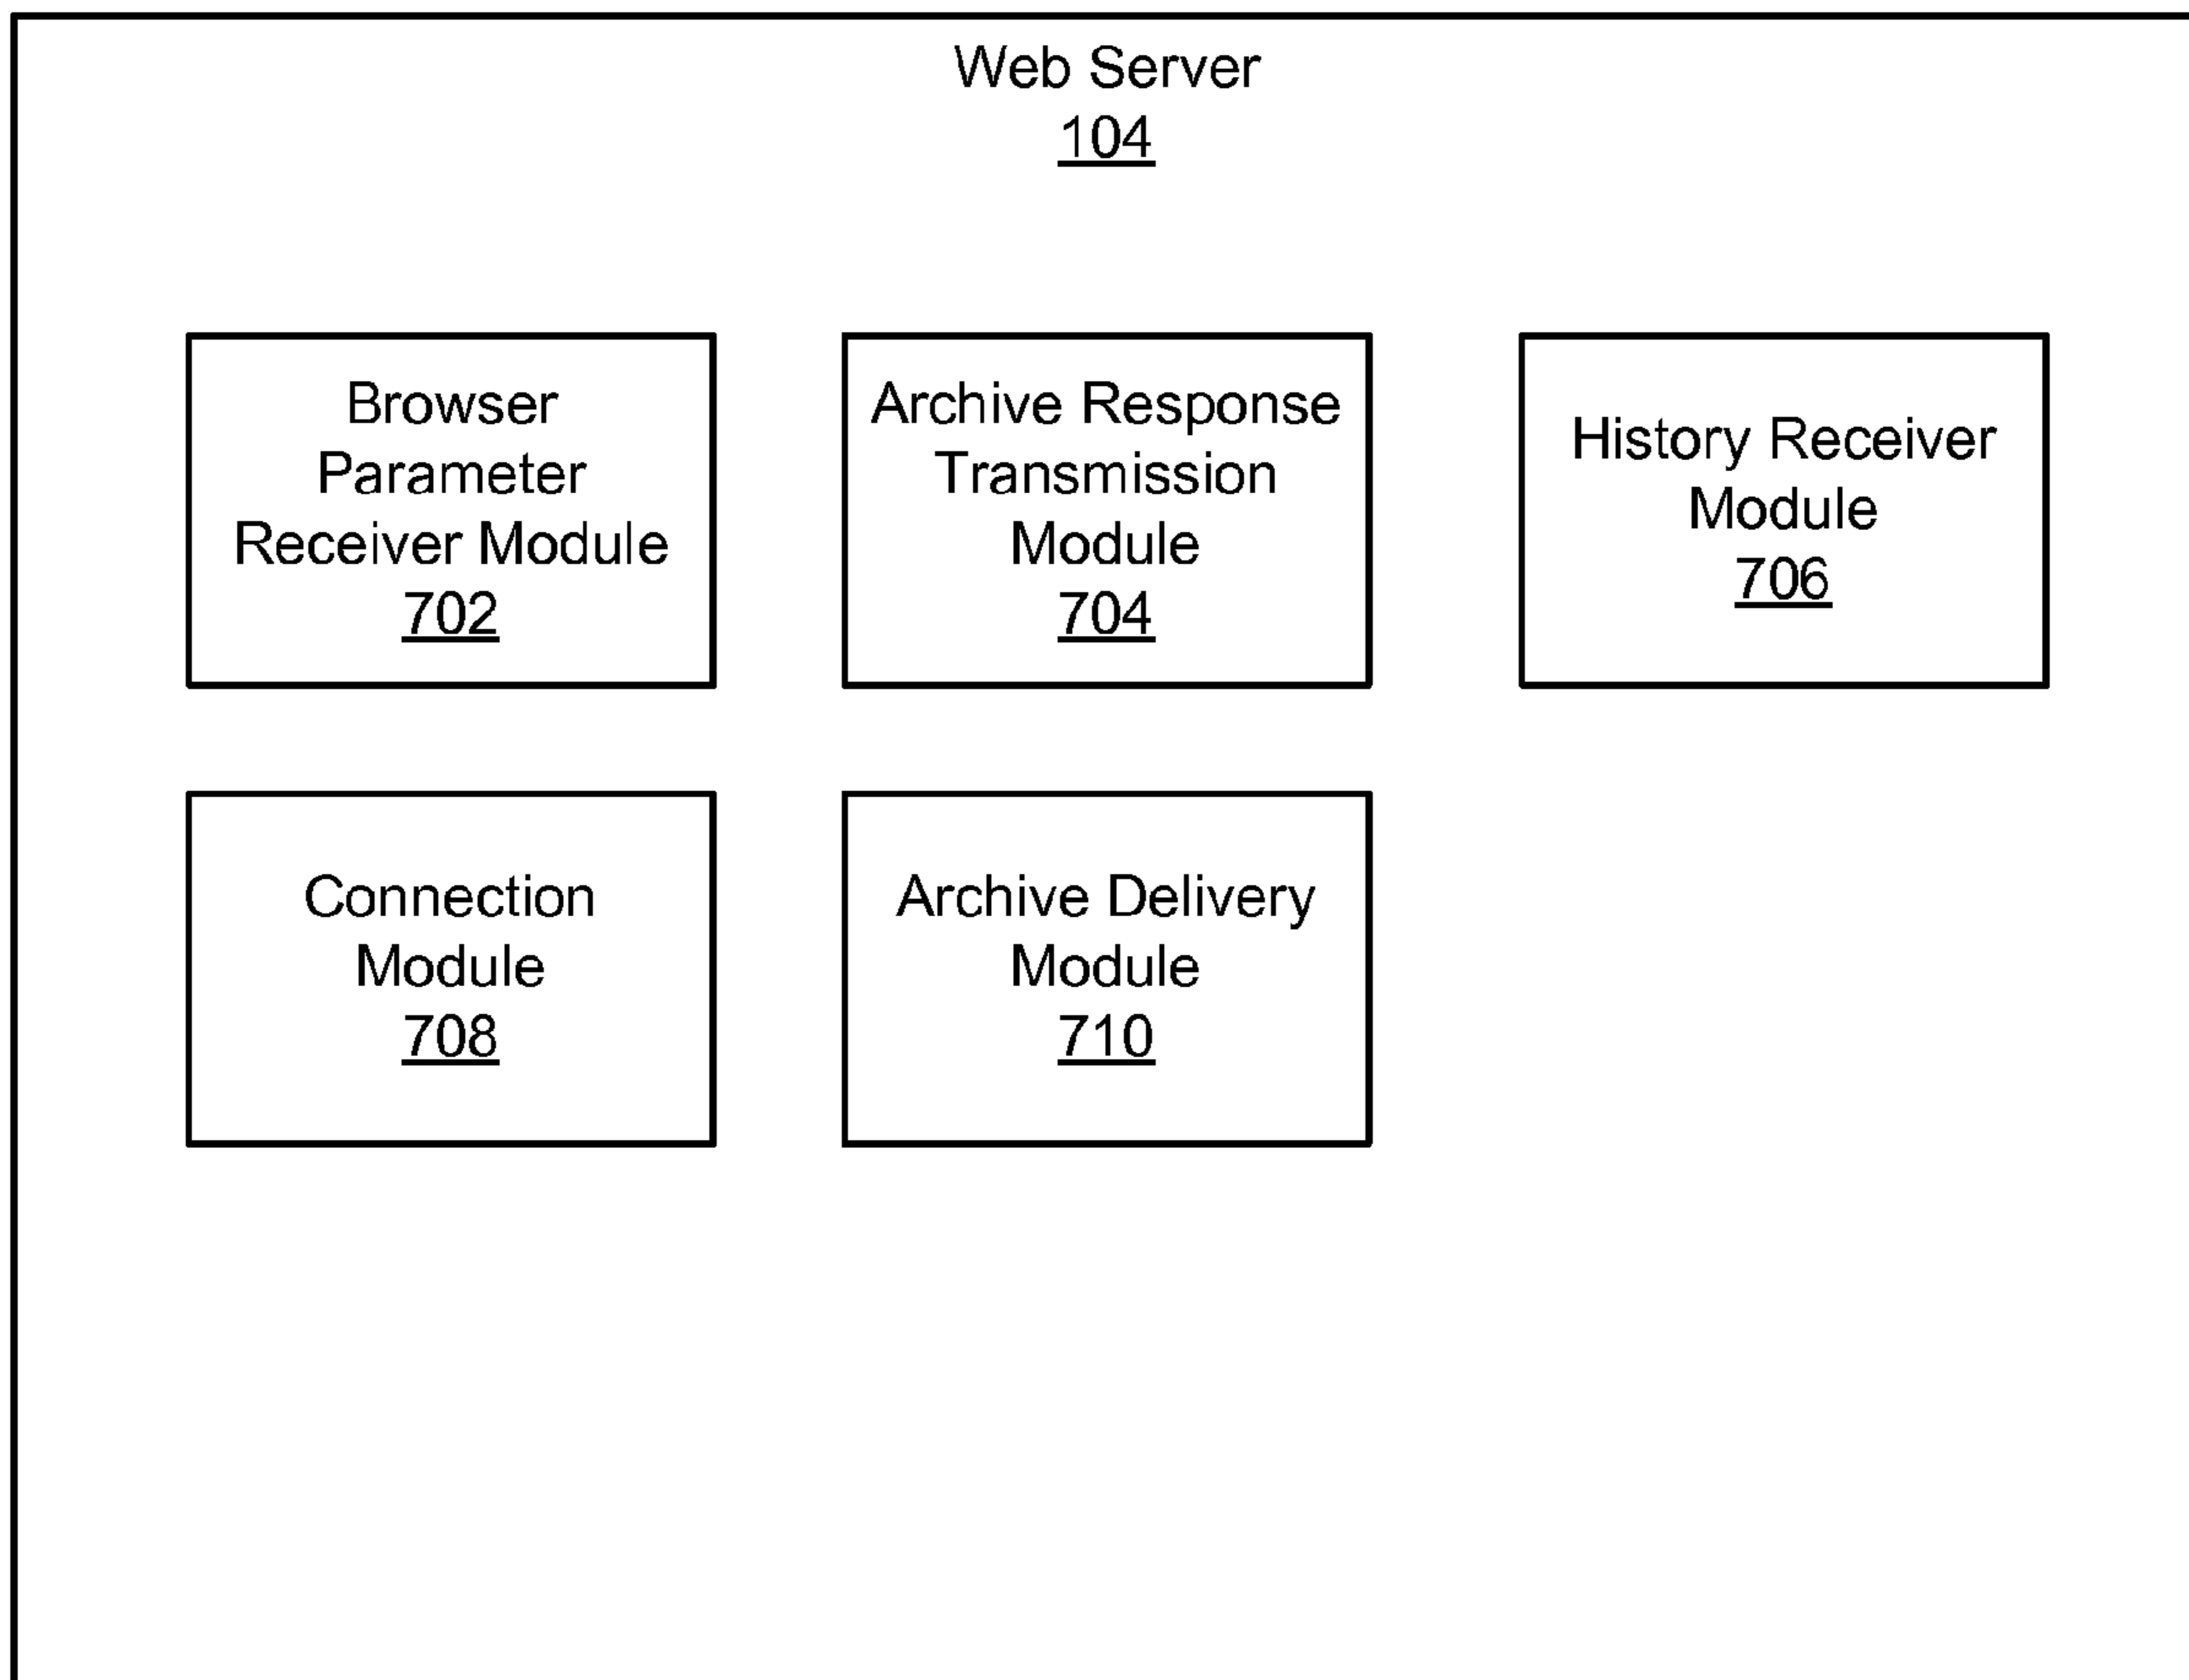 Web Server
104
Browser
Parameter
Receiver Module
702
Archive Response
Transmission
Module
704
History Receiver
Module
706
Connection
Module
708
Archive Delivery
Module
710